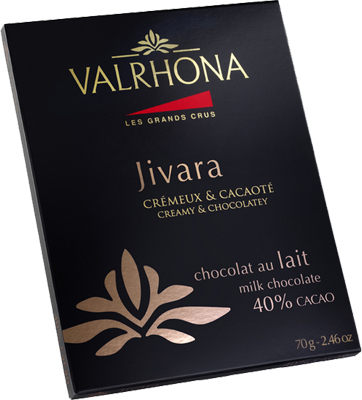 VALRHONA
LES GRANDS CRUS
Jivara
CRÉMEUX & CACAOTÉ
CREAMY & CHOCOLATEY
chocolat au lait
milk chocolate
40% CACAO
70g - 2.46 oz